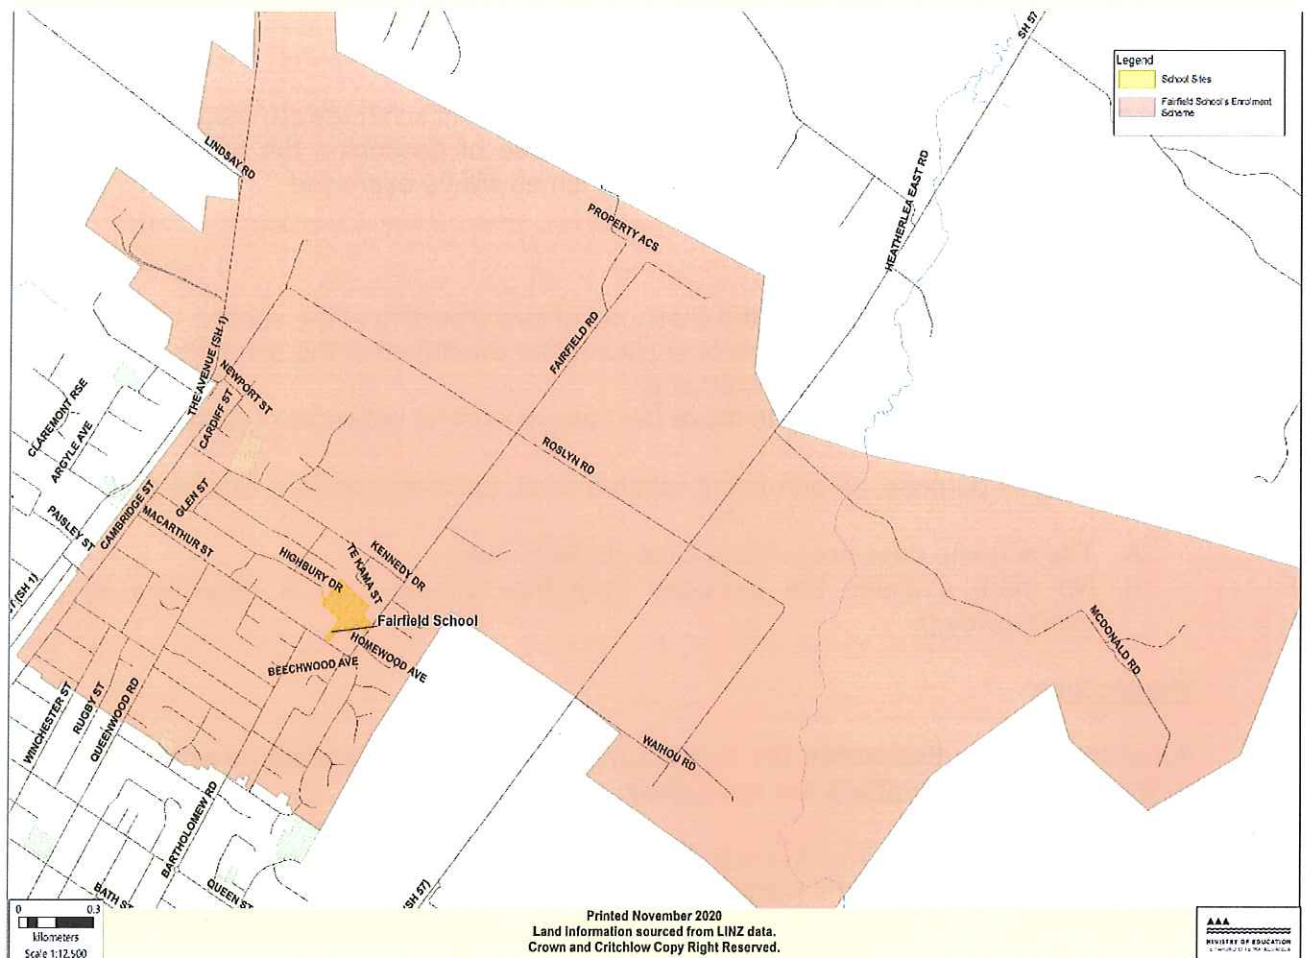 SH 57
Legend
School Sites
Fairfield School's Enrolment
Scheme
LINDSAY RD
HEATHERLEA EAST RD
PROPERTY ACS
FAIRFIELD RD
THE AVENUE (SH 1)
NEWPORT ST
CLAREMONT RSE
CARDIFF ST
ARGYLE AVE
ROSLYN RD
GLEN ST
CAMBRIDGE ST
PAISLEY ST
MACARTHUR ST
KENNEDY DR
TE KAMA ST
HIGHBURY DR
(SH 1)
Fairfield School
MCDONALD RD
HOMEWOOD AVE
BEECHWOOD AVE
WINCHESTER ST
RUGBY ST
QUEENWOOD RD
WAIHOU RD
BARTHOLOMEW RD
BATH ST
QUEEN ST
(SH 57)
0 0.3
kilometers
Scale 1:12,500
Printed November 2020
Land Information sourced from LINZ data.
Crown and Critchlow Copy Right Reserved.
MINISTRY OF EDUCATION